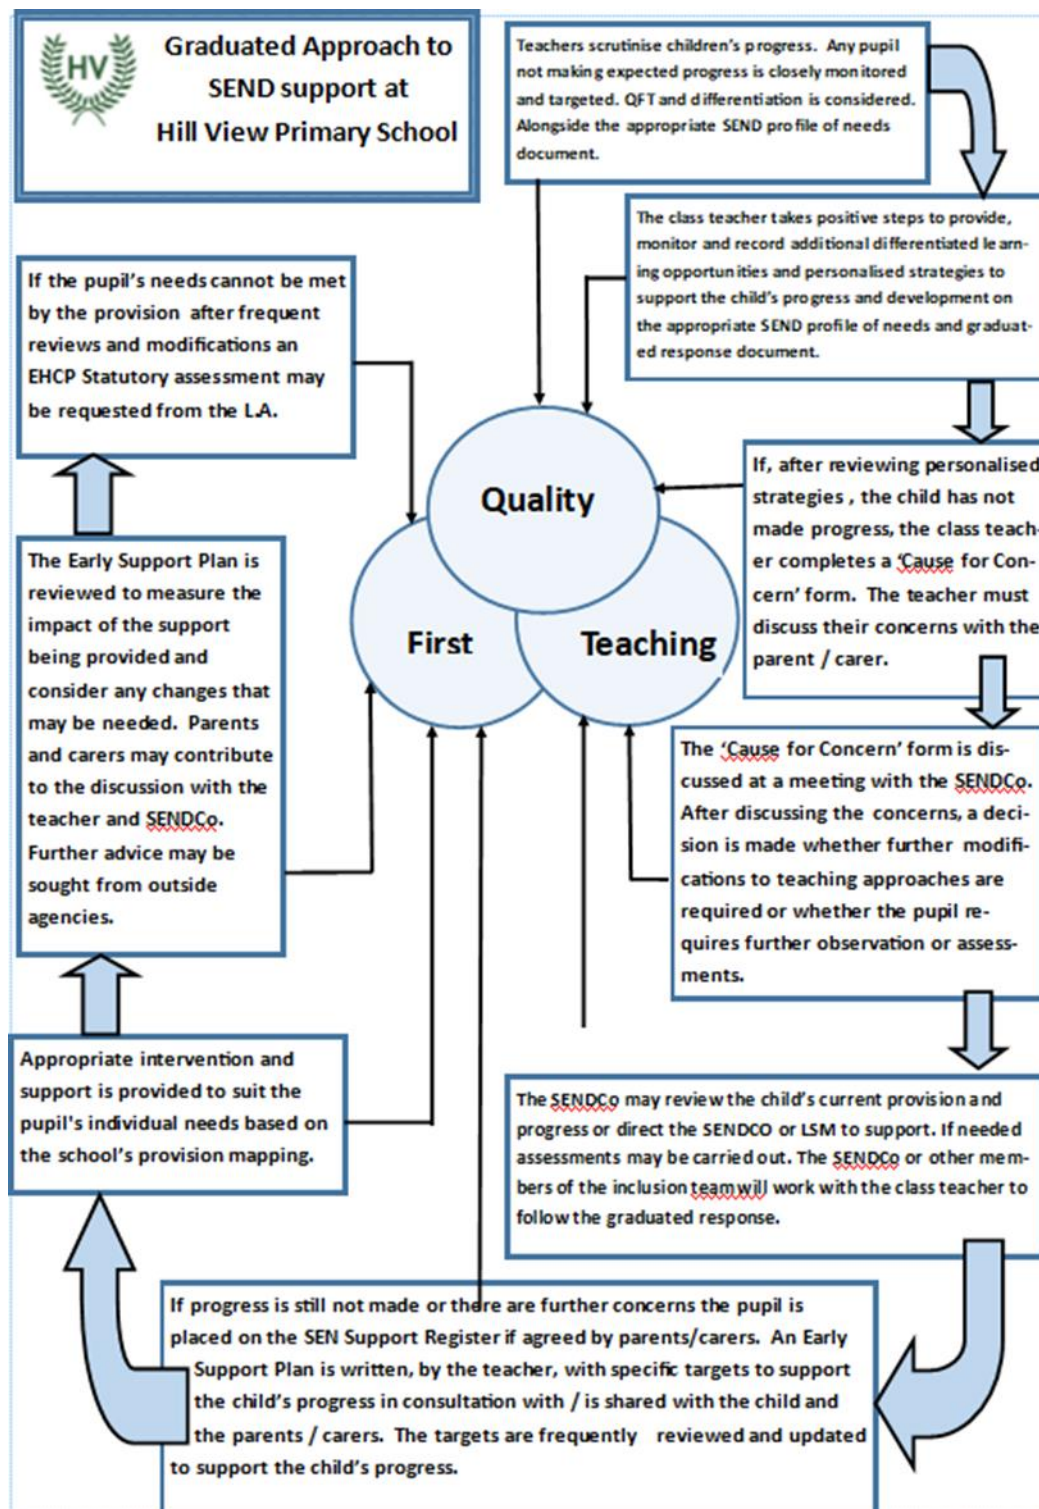 HV
Graduated Approach to
SEND support at
Hill View Primary School
Teachers scrutinise children's progress. Any pupil
not making expected progress is closely monitored
and targeted. QFT and differentiation is considered.
Alongside the appropriate SEND profile of needs
document.
The class teacher takes positive steps to provide,
monitor and record additional differentiated learn-
ing opportunities and personalised strategies to
support the child's progress and development on
the appropriate SEND profile of needs and graduat-
ed response document.
If, after reviewing personalised
strategies , the child has not
made progress, the class teach-
er completes a 'Cause for Con-
cern' form. The teacher must
discuss their concerns with the
parent / carer.
The 'Cause for Concern' form is dis-
cussed at a meeting with the SENDCo.
After discussing the concerns, a deci-
sion is made whether further modifi-
cations to teaching approaches are
required or whether the pupil re-
quires further observation or assess-
ments.
The SENDCo may review the child's current provision and
progress or direct the SENDCO or LSM to support. If needed
assessments may be carried out. The SENDCo or other mem-
bers of the inclusion team will work with the class teacher to
follow the graduated response.
If progress is still not made or there are further concerns the pupil is
placed on the SEN Support Register if agreed by parents/carers. An Early
Support Plan is written, by the teacher, with specific targets to support
the child's progress in consultation with / is shared with the child and
the parents / carers. The targets are frequently reviewed and updated
to support the child's progress.
Appropriate intervention and
support is provided to suit the
pupil's individual needs based on
the school's provision mapping.
The Early Support Plan is
reviewed to measure the
impact of the support
being provided and
consider any changes that
may be needed. Parents
and carers may contribute
to the discussion with the
teacher and SENDCo.
Further advice may be
sought from outside
agencies.
If the pupil's needs cannot be met
by the provision after frequent
reviews and modifications an
EHCP Statutory assessment may
be requested from the L.A.
Quality
First
Teaching